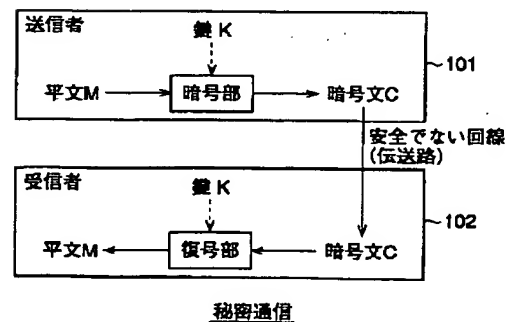 送信者
鍵K
平文M
暗号部
暗号文C
101
安全でない回線
(伝送路)
受信者
鍵K
102
平文M
復号部
暗号文C
秘密通信